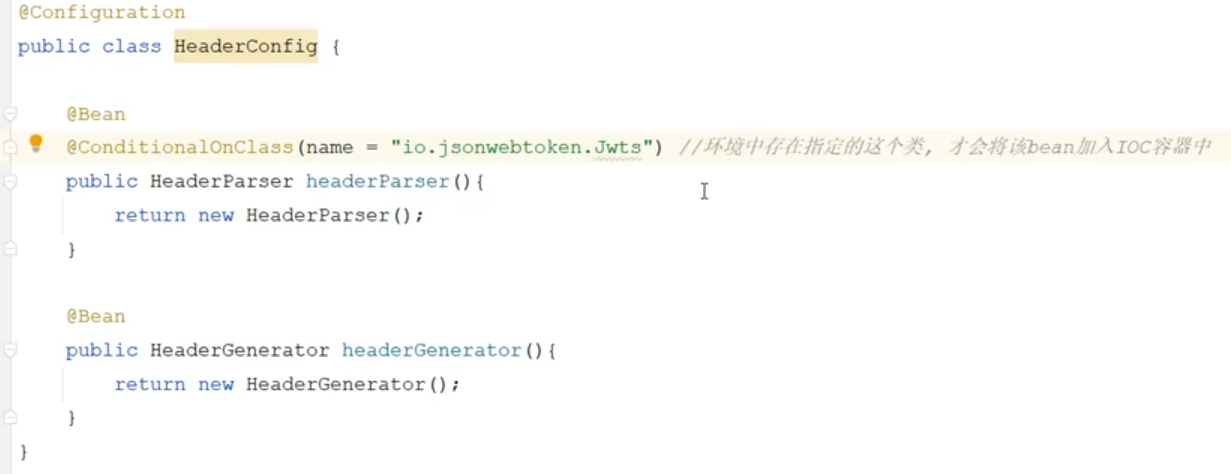 @Configuration
public class HeaderConfig {
@Bean
@ConditionalOnClass(name = "io.jsonwebtoken.Jwts") //环境中存在指定的这个类, 才会将该bean加入IOC容器中
public HeaderParser headerParser(){
return new HeaderParser();
}
@Bean
public HeaderGenerator headerGenerator(){
return new HeaderGenerator();
}
}